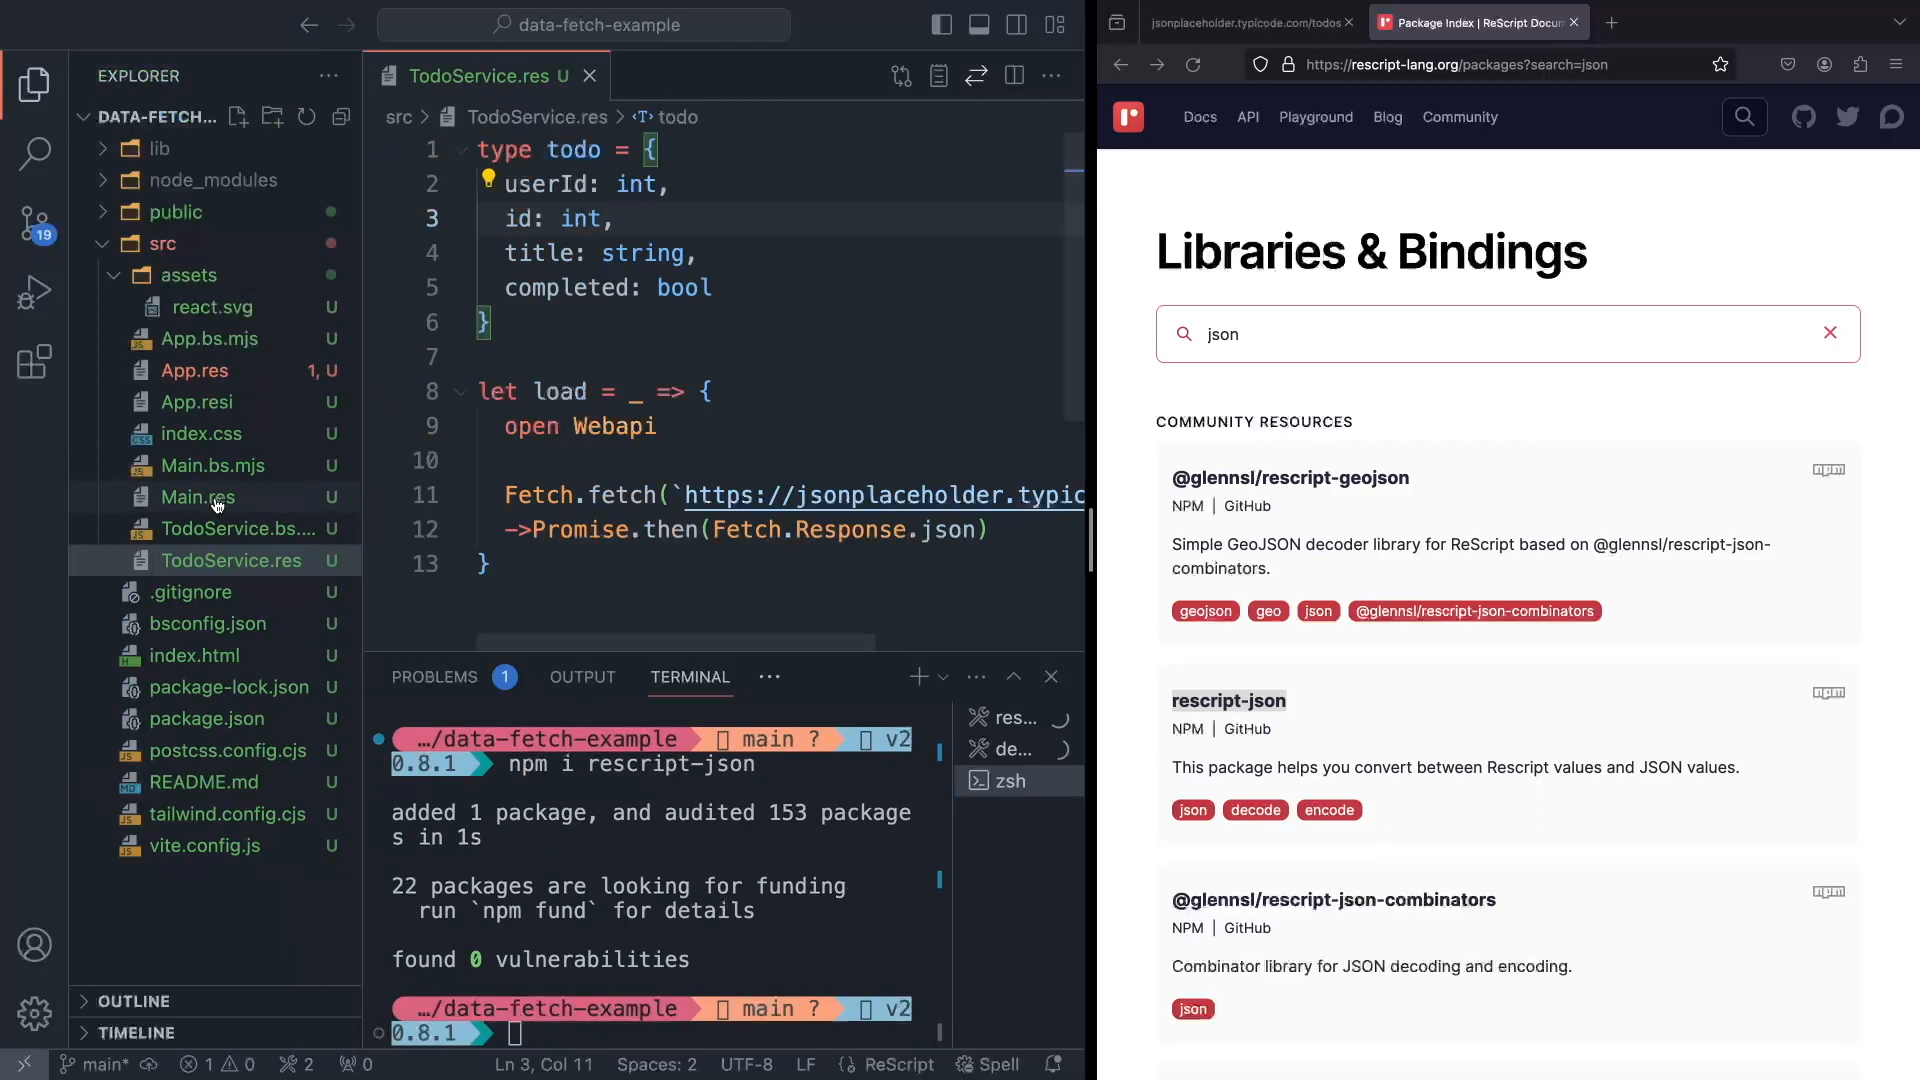 data-fetch-example
EXPLORER
DATA-FETCH...
lib
node_modules
public
src
assets
react.svg U
App.bs.mjs U
App.res 1, U
App.resi U
index.css U
Main.bs.mjs U
Main.res U
TodoService.bs.... U
TodoService.res U
.gitignore U
bsconfig.json U
index.html U
package-lock.json U
package.json U
postcss.config.cjs U
README.md U
tailwind.config.cjs U
vite.config.js U
OUTLINE
TIMELINE
19
TodoService.res U
src > TodoService.res > todo
1 type todo = {
2 userId: int,
3 id: int,
4 title: string,
5 completed: bool
6 }
7
8 let load = _ => {
9 open Webapi
10
11 Fetch.fetch(`https://jsonplaceholder.typic
12 ->Promise.then(Fetch.Response.json)
13 }
PROBLEMS 1 OUTPUT TERMINAL
…/data-fetch-example main ? v2
0.8.1 npm i rescript-json
added 1 package, and audited 153 package
s in 1s
22 packages are looking for funding
run `npm fund` for details
found 0 vulnerabilities
…/data-fetch-example main ? v2
0.8.1
res...
de...
zsh
main* 1 0 2 0 Ln 3, Col 11 Spaces: 2 UTF-8 LF ReScript Spell
jsonplaceholder.typicode.com/todos
Package Index | ReScript Docum
https://rescript-lang.org/packages?search=json
Docs API Playground Blog Community
Libraries & Bindings
json
COMMUNITY RESOURCES
@glennsl/rescript-geojson
npm
NPM | GitHub
Simple GeoJSON decoder library for ReScript based on @glennsl/rescript-json-
combinators.
geojson geo json @glennsl/rescript-json-combinators
rescript-json
npm
NPM | GitHub
This package helps you convert between Rescript values and JSON values.
json decode encode
@glennsl/rescript-json-combinators
npm
NPM | GitHub
Combinator library for JSON decoding and encoding.
json